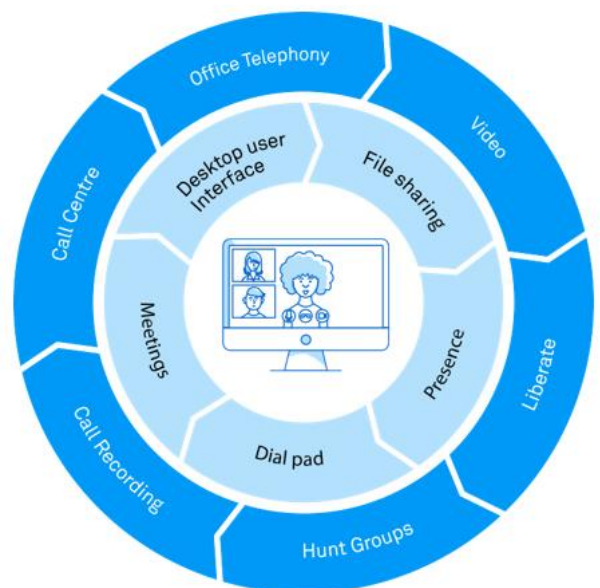 Office Telephony
Video
Liberate
Hunt Groups
Call Recording
Call Centre
Desktop user
Interface
File sharing
Presence
Dial pad
Meetings